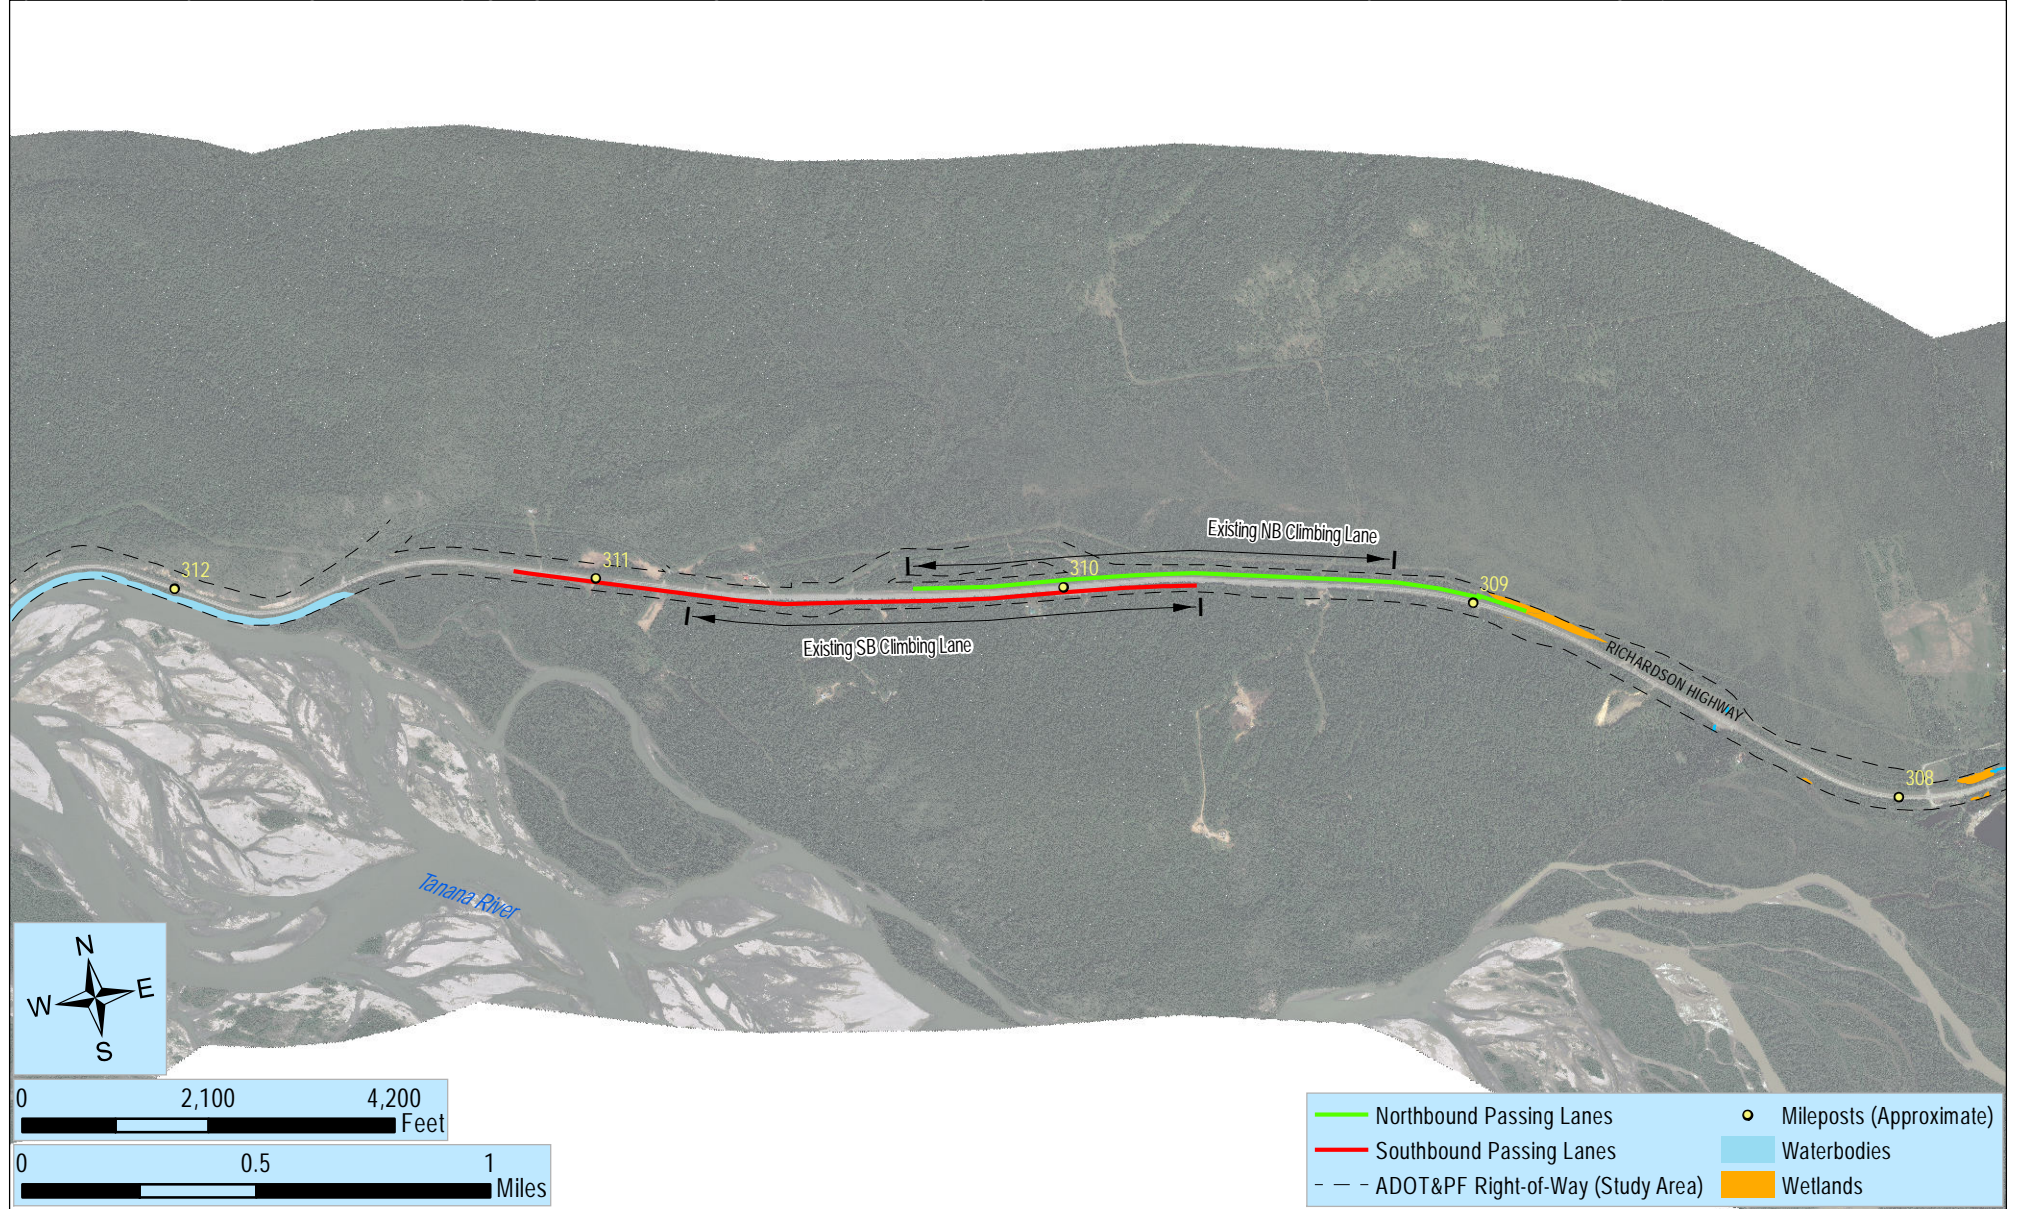 Existing NB Climbing Lane
312
311
310
309
Existing SB Climbing Lane
RICHARDSON HIGHWAY
308
Tanana River
N
W E
S
0 2,100 4,200
Feet
0 0.5 1
Miles
Northbound Passing Lanes
Southbound Passing Lanes
ADOT&PF Right-of-Way (Study Area)
Mileposts (Approximate)
Waterbodies
Wetlands